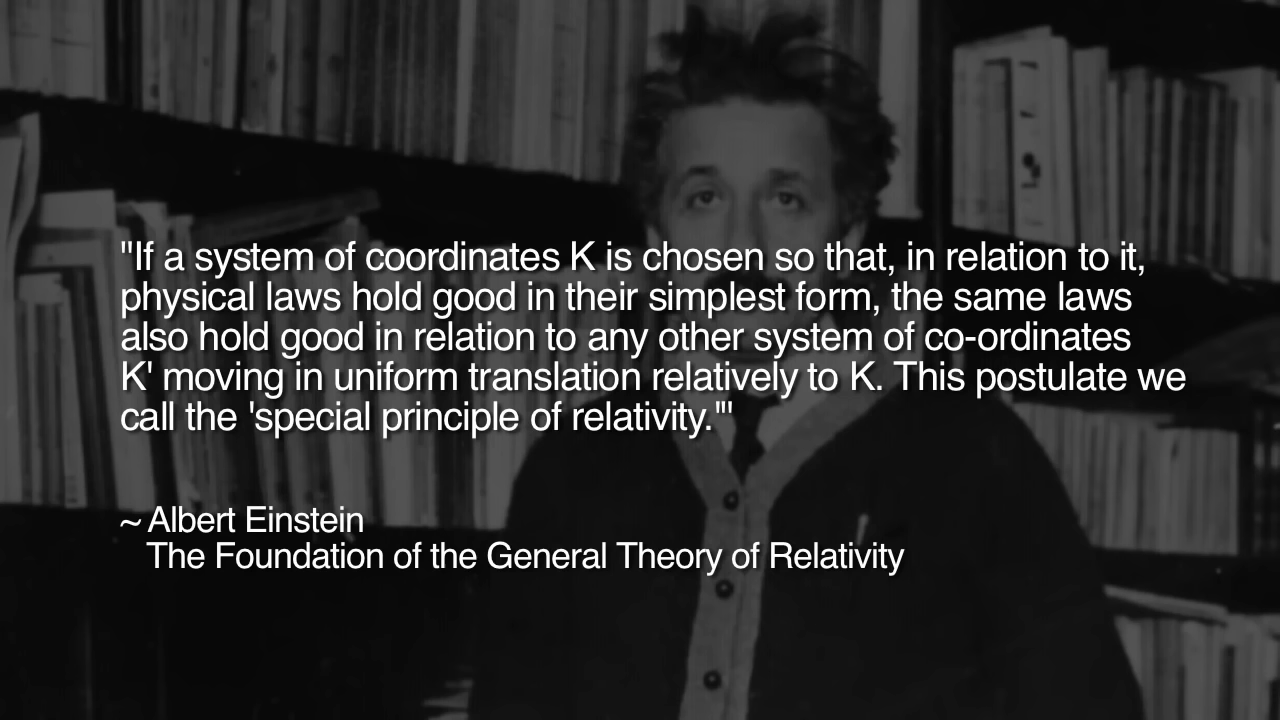 "If a system of coordinates K is chosen so that, in relation to it,
physical laws hold good in their simplest form, the same laws
also hold good in relation to any other system of co-ordinates
K' moving in uniform translation relatively to K. This postulate we
call the 'special principle of relativity.'"
~ Albert Einstein
The Foundation of the General Theory of Relativity